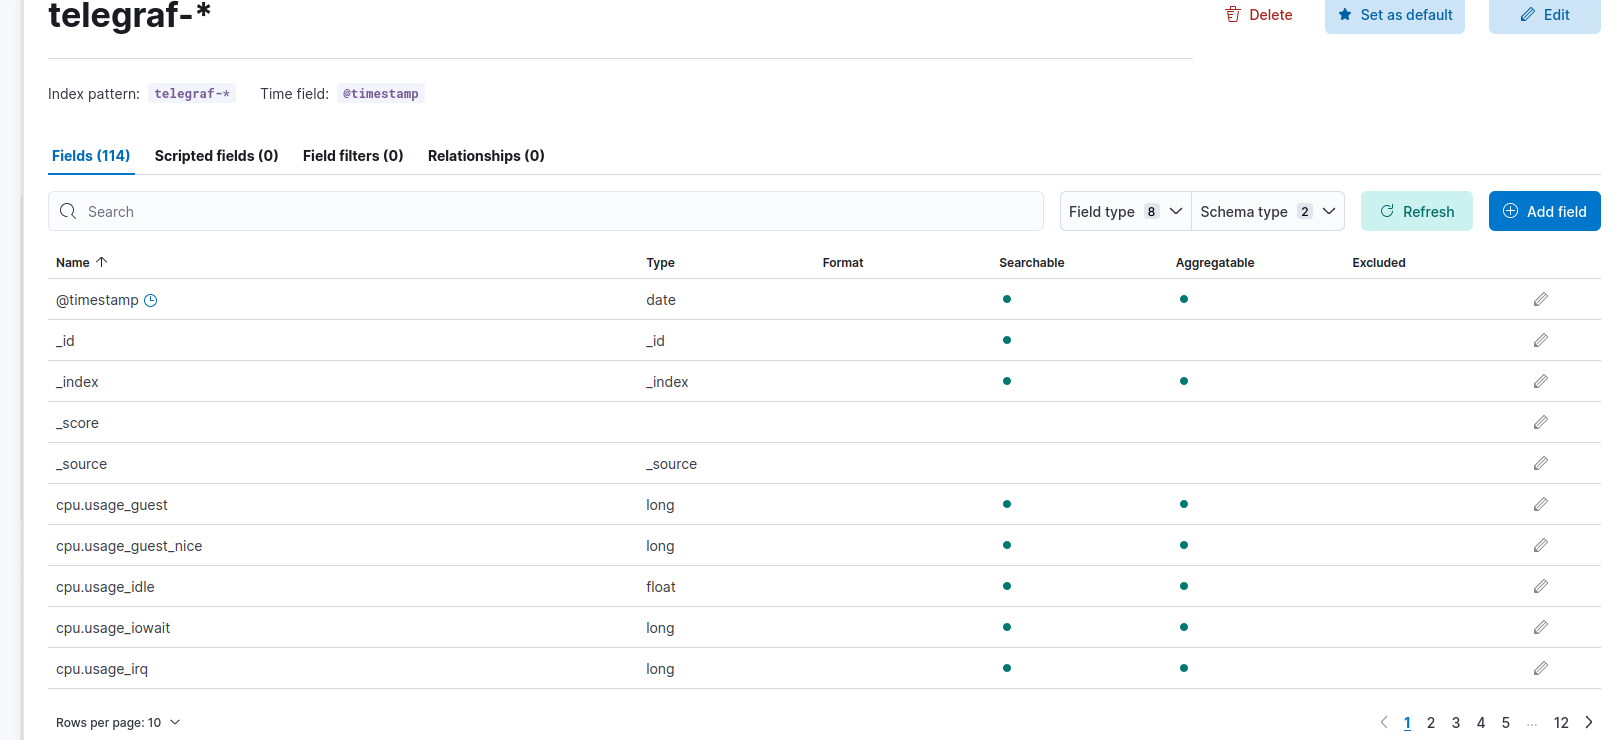 telegraf-*
Delete
Set as default
Edit
Index pattern: telegraf-* Time field: @timestamp
Fields (114) Scripted fields (0) Field filters (0) Relationships (0)
Search
Field type 8
Schema type 2
Refresh
Add field
Name Type Format Searchable Aggregatable Excluded
@timestamp date
_id _id
_index _index
_score
_source _source
cpu.usage_guest long
cpu.usage_guest_nice long
cpu.usage_idle float
cpu.usage_iowait long
cpu.usage_irq long
Rows per page: 10
1 2 3 4 5 ... 12